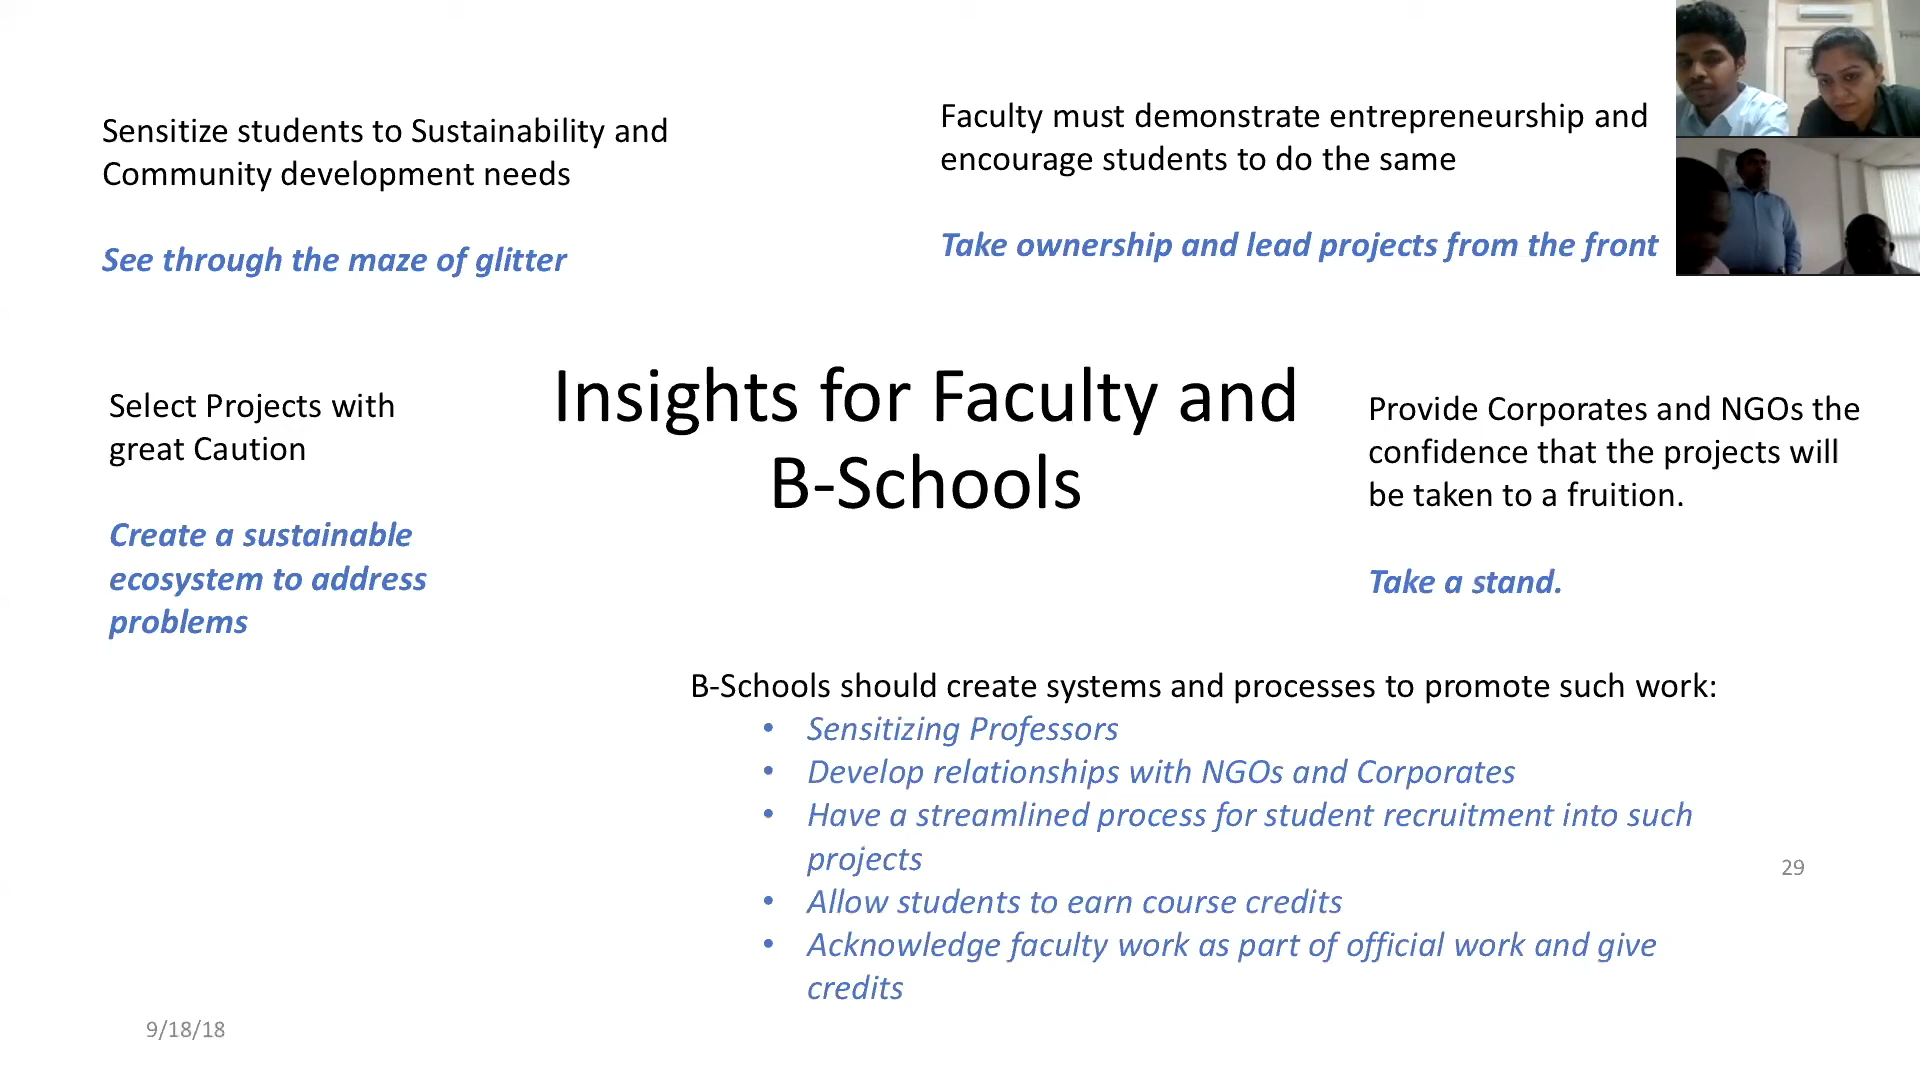 Sensitize students to Sustainability and
Community development needs
See through the maze of glitter
Faculty must demonstrate entrepreneurship and
encourage students to do the same
Take ownership and lead projects from the front
Select Projects with
great Caution
Create a sustainable
ecosystem to address
problems
Insights for Faculty and
B-Schools
Provide Corporates and NGOs the
confidence that the projects will
be taken to a fruition.
Take a stand.
B-Schools should create systems and processes to promote such work:
• Sensitizing Professors
• Develop relationships with NGOs and Corporates
• Have a streamlined process for student recruitment into such
projects
• Allow students to earn course credits
• Acknowledge faculty work as part of official work and give
credits
29
9/18/18